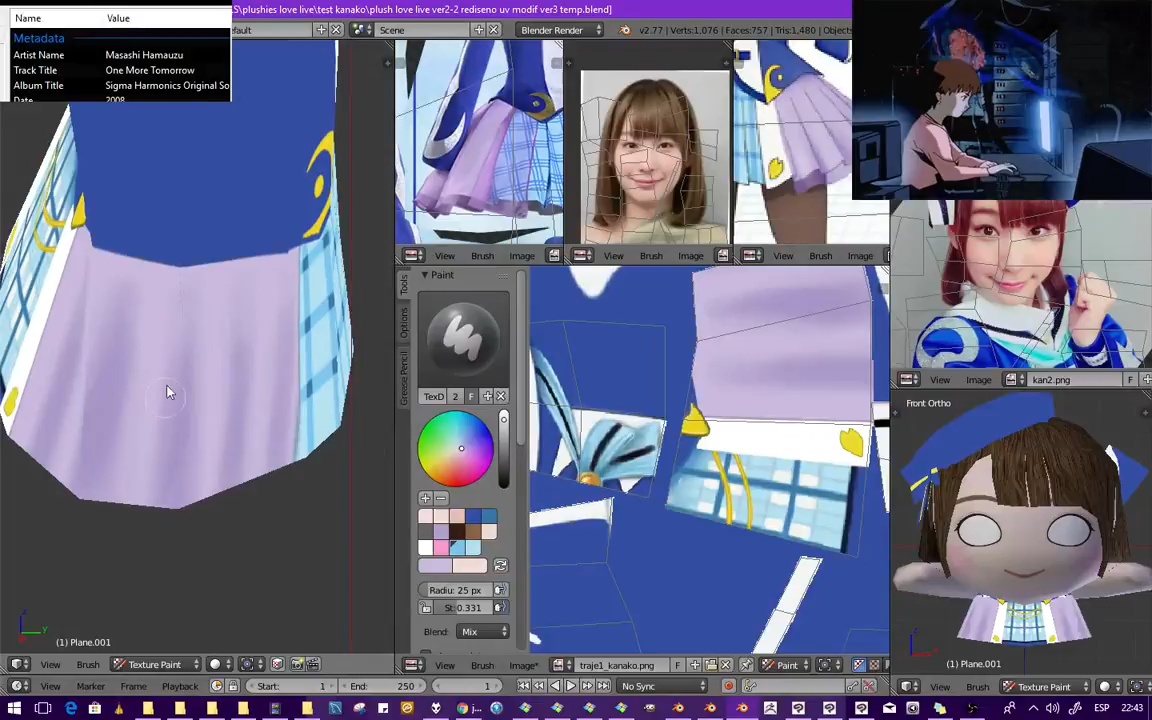 S\plushies love live\test kanako\plush love live ver2-2 rediseno uv modif ver3 temp.blend]
Name Value
Metadata
Artist Name Masashi Hamauzu
Track Title One More Tomorrow
Album Title Sigma Harmonics Original So
Date 2008
efault
Scene
Blender Render
v2.77 | Verts:1,076 | Faces:757 | Tris:1,480 | Objects
View Brush Image
View Brush Image
View Brush Image
Paint
Tools
Options
Grease Pencil
TexD 2 F
Radiu: 25 px
St: 0.331
Blend: Mix
View Image kan2.png F
Front Ortho
(1) Plane.001
(1) Plane.001
View Brush Texture Paint
View Brush Image* traje1_kanako.png F Paint
View Brush Texture Paint
View Marker Frame Playback Start: 1 End: 250 1 No Sync
ESP 22:43